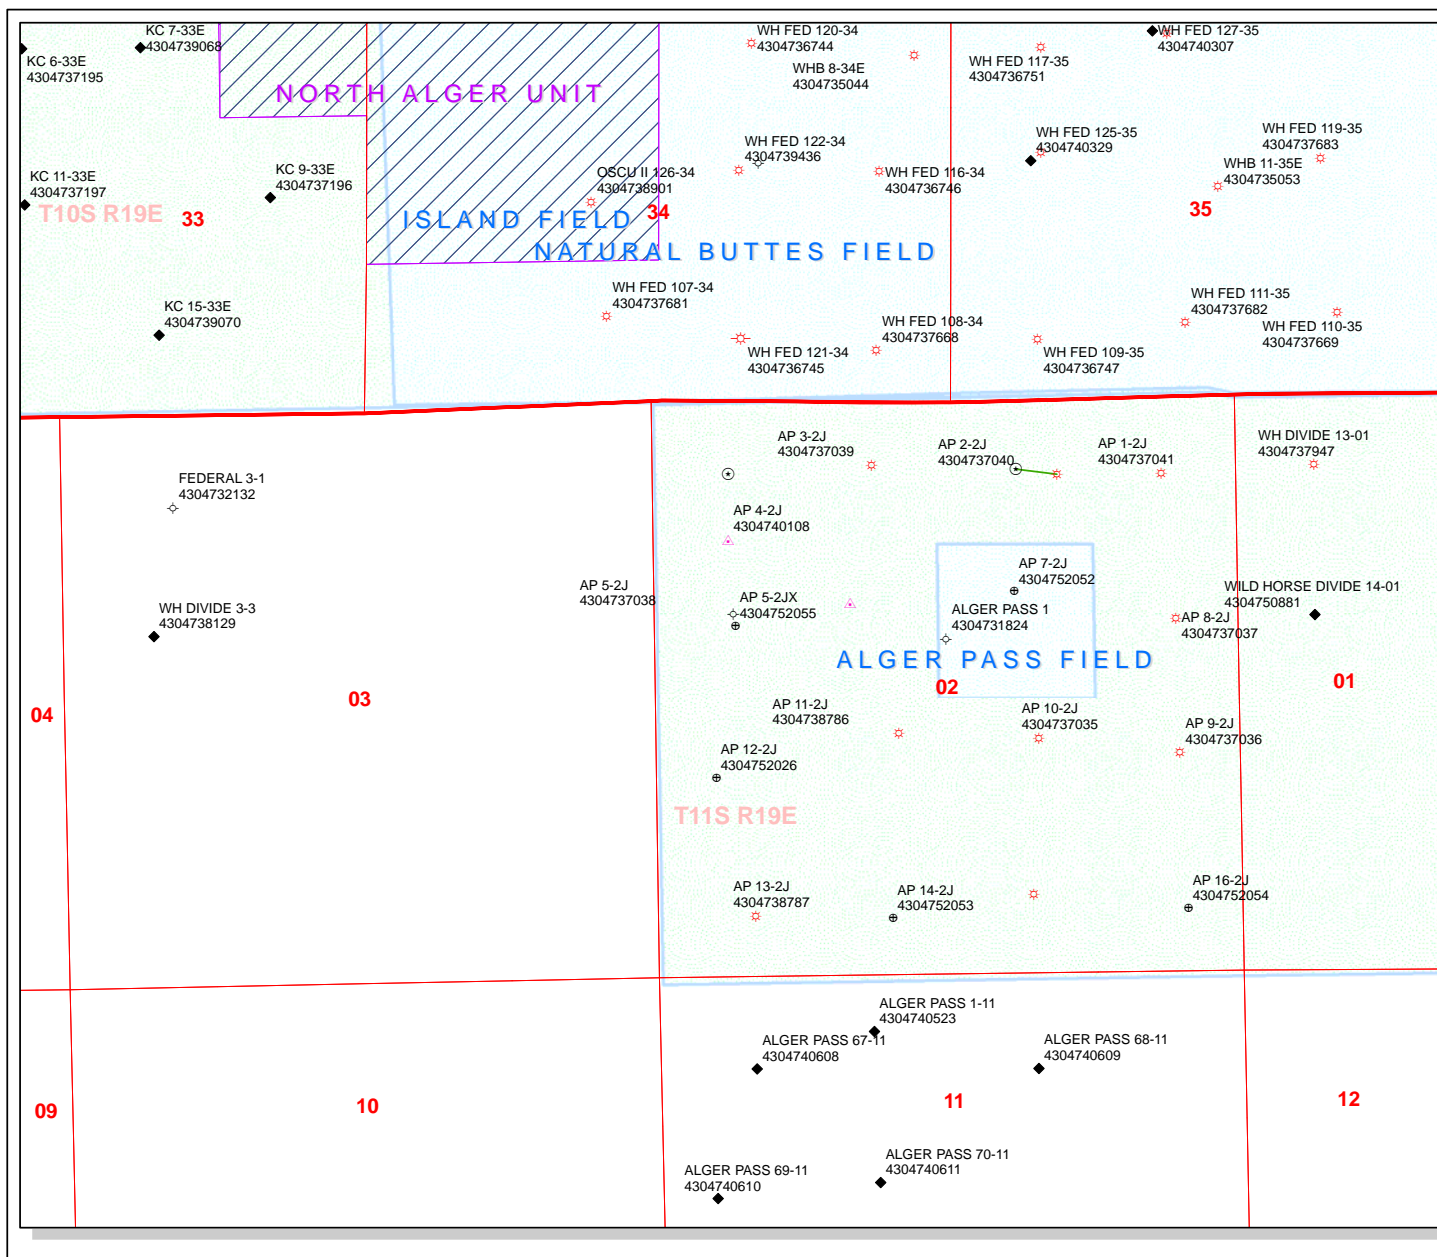 KC 7-33E
4304739068
KC 6-33E
4304737195
NORTH ALGER UNIT
WH FED 120-34
4304736744
WHB 8-34E
4304735044
WH FED 117-35
4304736751
WH FED 127-35
4304740307
KC 11-33E
4304737197
KC 9-33E
4304737196
T10S R19E
33
OSCU II 126-34
4304738901
WH FED 122-34
4304739436
WH FED 116-34
4304736746
WH FED 125-35
4304740329
WH FED 119-35
4304737683
WHB 11-35E
4304735053
34
35
ISLAND FIELD
NATURAL BUTTES FIELD
KC 15-33E
4304739070
WH FED 107-34
4304737681
WH FED 121-34
4304736745
WH FED 108-34
4304737668
WH FED 109-35
4304736747
WH FED 111-35
4304737682
WH FED 110-35
4304737669
FEDERAL 3-1
4304732132
AP 3-2J
4304737039
AP 2-2J
4304737040
AP 1-2J
4304737041
WH DIVIDE 13-01
4304737947
AP 4-2J
4304740108
WH DIVIDE 3-3
4304738129
AP 5-2J
4304737038
AP 5-2JX
4304752055
AP 7-2J
4304752052
ALGER PASS 1
4304731824
AP 8-2J
4304737037
WILD HORSE DIVIDE 14-01
4304750881
ALGER PASS FIELD
04
03
02
01
AP 11-2J
4304738786
AP 10-2J
4304737035
AP 9-2J
4304737036
AP 12-2J
4304752026
T11S R19E
AP 13-2J
4304738787
AP 14-2J
4304752053
AP 16-2J
4304752054
ALGER PASS 1-11
4304740523
ALGER PASS 67-11
4304740608
ALGER PASS 68-11
4304740609
09
10
11
12
ALGER PASS 69-11
4304740610
ALGER PASS 70-11
4304740611